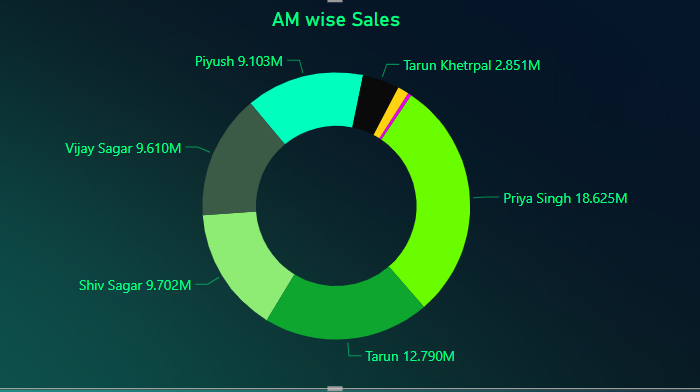 AM wise Sales
Piyush 9.103M
Tarun Khetrpal 2.851M
Vijay Sagar 9.610M
Priya Singh 18.625M
Shiv Sagar 9.702M
Tarun 12.790M